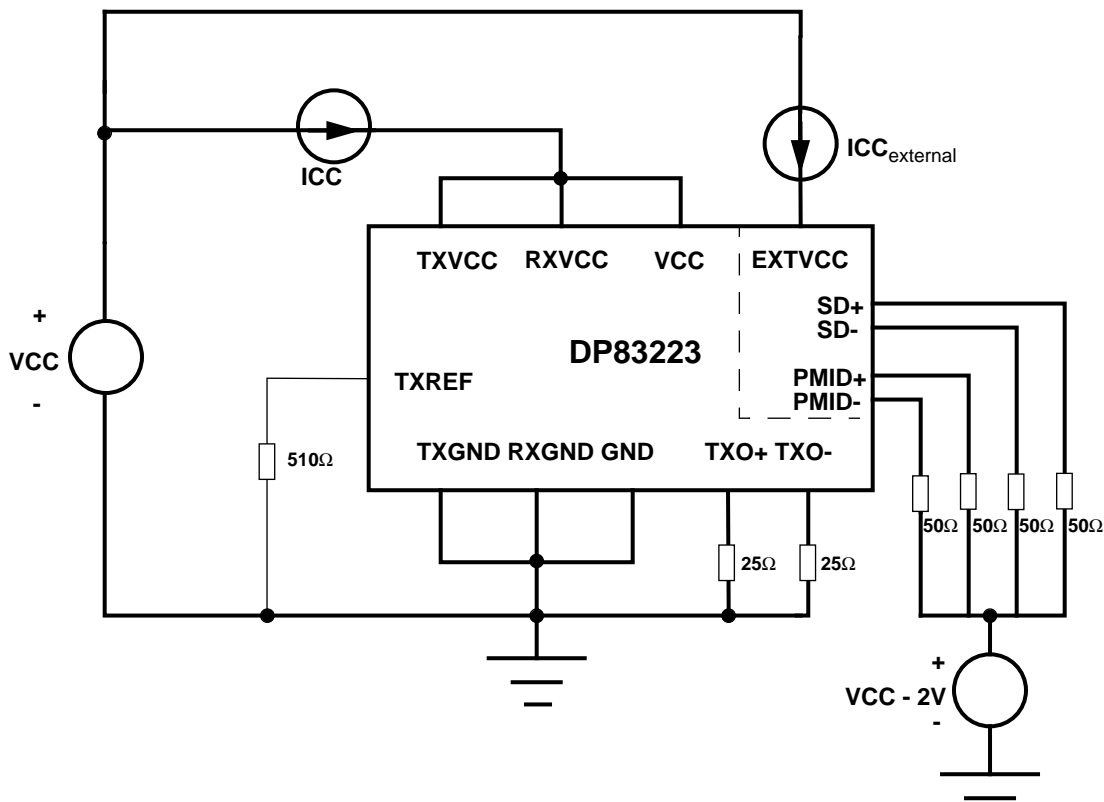 ICC
ICCexternal
TXVCC RXVCC VCC EXTVCC
SD+
SD-
+
VCC
-
DP83223
TXREF
PMID+
PMID-
510Ω
TXGND RXGND GND TXO+ TXO-
50Ω 50Ω 50Ω 50Ω
25Ω 25Ω
+
VCC - 2V
-